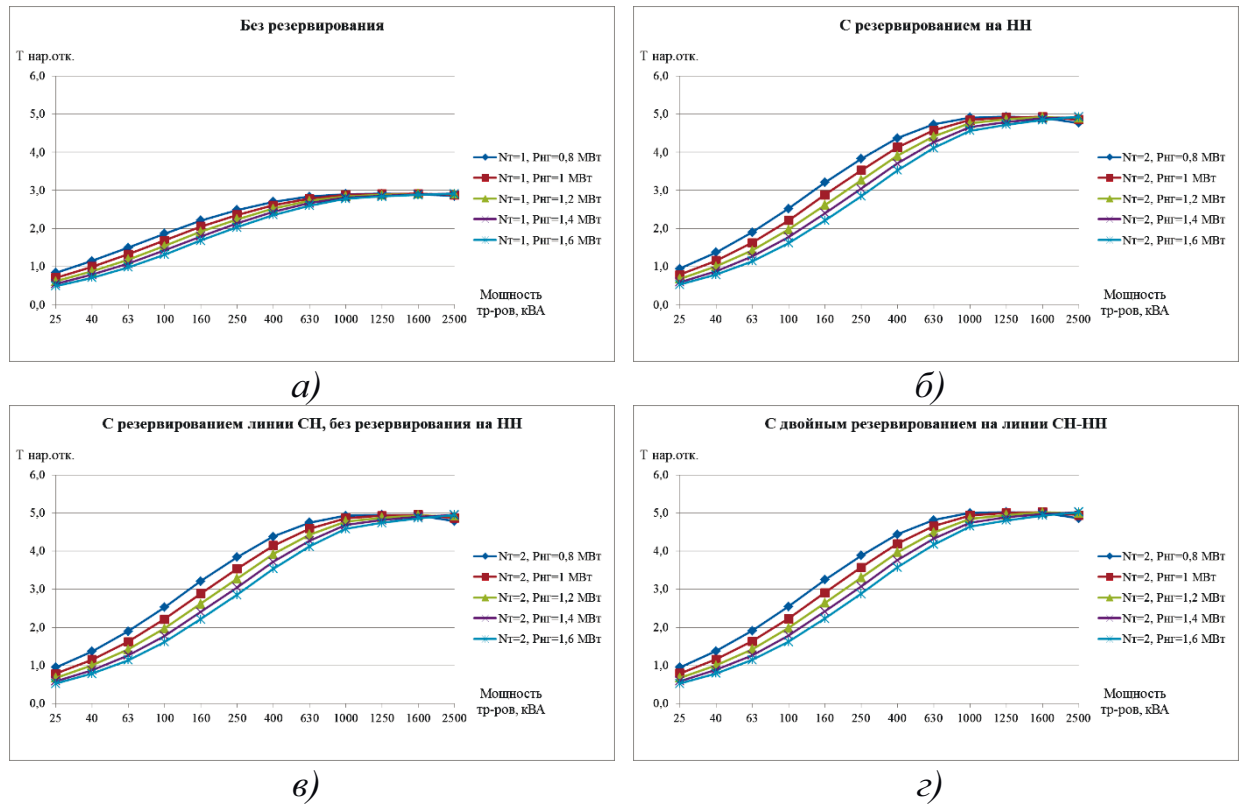 Без резервирования
Т нар.отк.
6,0
5,0
4,0
3,0
2,0
1,0
0,0
25 40 63 100 160 250 400 630 1000 1250 1600 2500
Мощность
тр-ров, кВА
Nт=1, Рнг=0,8 МВт
Nт=1, Рнг=1 МВт
Nт=1, Рнг=1,2 МВт
Nт=1, Рнг=1,4 МВт
Nт=1, Рнг=1,6 МВт
а)
С резервированием на НН
Т нар.отк.
6,0
5,0
4,0
3,0
2,0
1,0
0,0
25 40 63 100 160 250 400 630 1000 1250 1600 2500
Мощность
тр-ров, кВА
Nт=2, Рнг=0,8 МВт
Nт=2, Рнг=1 МВт
Nт=2, Рнг=1,2 МВт
Nт=2, Рнг=1,4 МВт
Nт=2, Рнг=1,6 МВт
б)
С резервированием линии СН, без резервирования на НН
Т нар.отк.
6,0
5,0
4,0
3,0
2,0
1,0
0,0
25 40 63 100 160 250 400 630 1000 1250 1600 2500
Мощность
тр-ров, кВА
Nт=2, Рнг=0,8 МВт
Nт=2, Рнг=1 МВт
Nт=2, Рнг=1,2 МВт
Nт=2, Рнг=1,4 МВт
Nт=2, Рнг=1,6 МВт
в)
С двойным резервированием на линии СН-НН
Т нар.отк.
6,0
5,0
4,0
3,0
2,0
1,0
0,0
25 40 63 100 160 250 400 630 1000 1250 1600 2500
Мощность
тр-ров, кВА
Nт=2, Рнг=0,8 МВт
Nт=2, Рнг=1 МВт
Nт=2, Рнг=1,2 МВт
Nт=2, Рнг=1,4 МВт
Nт=2, Рнг=1,6 МВт
г)